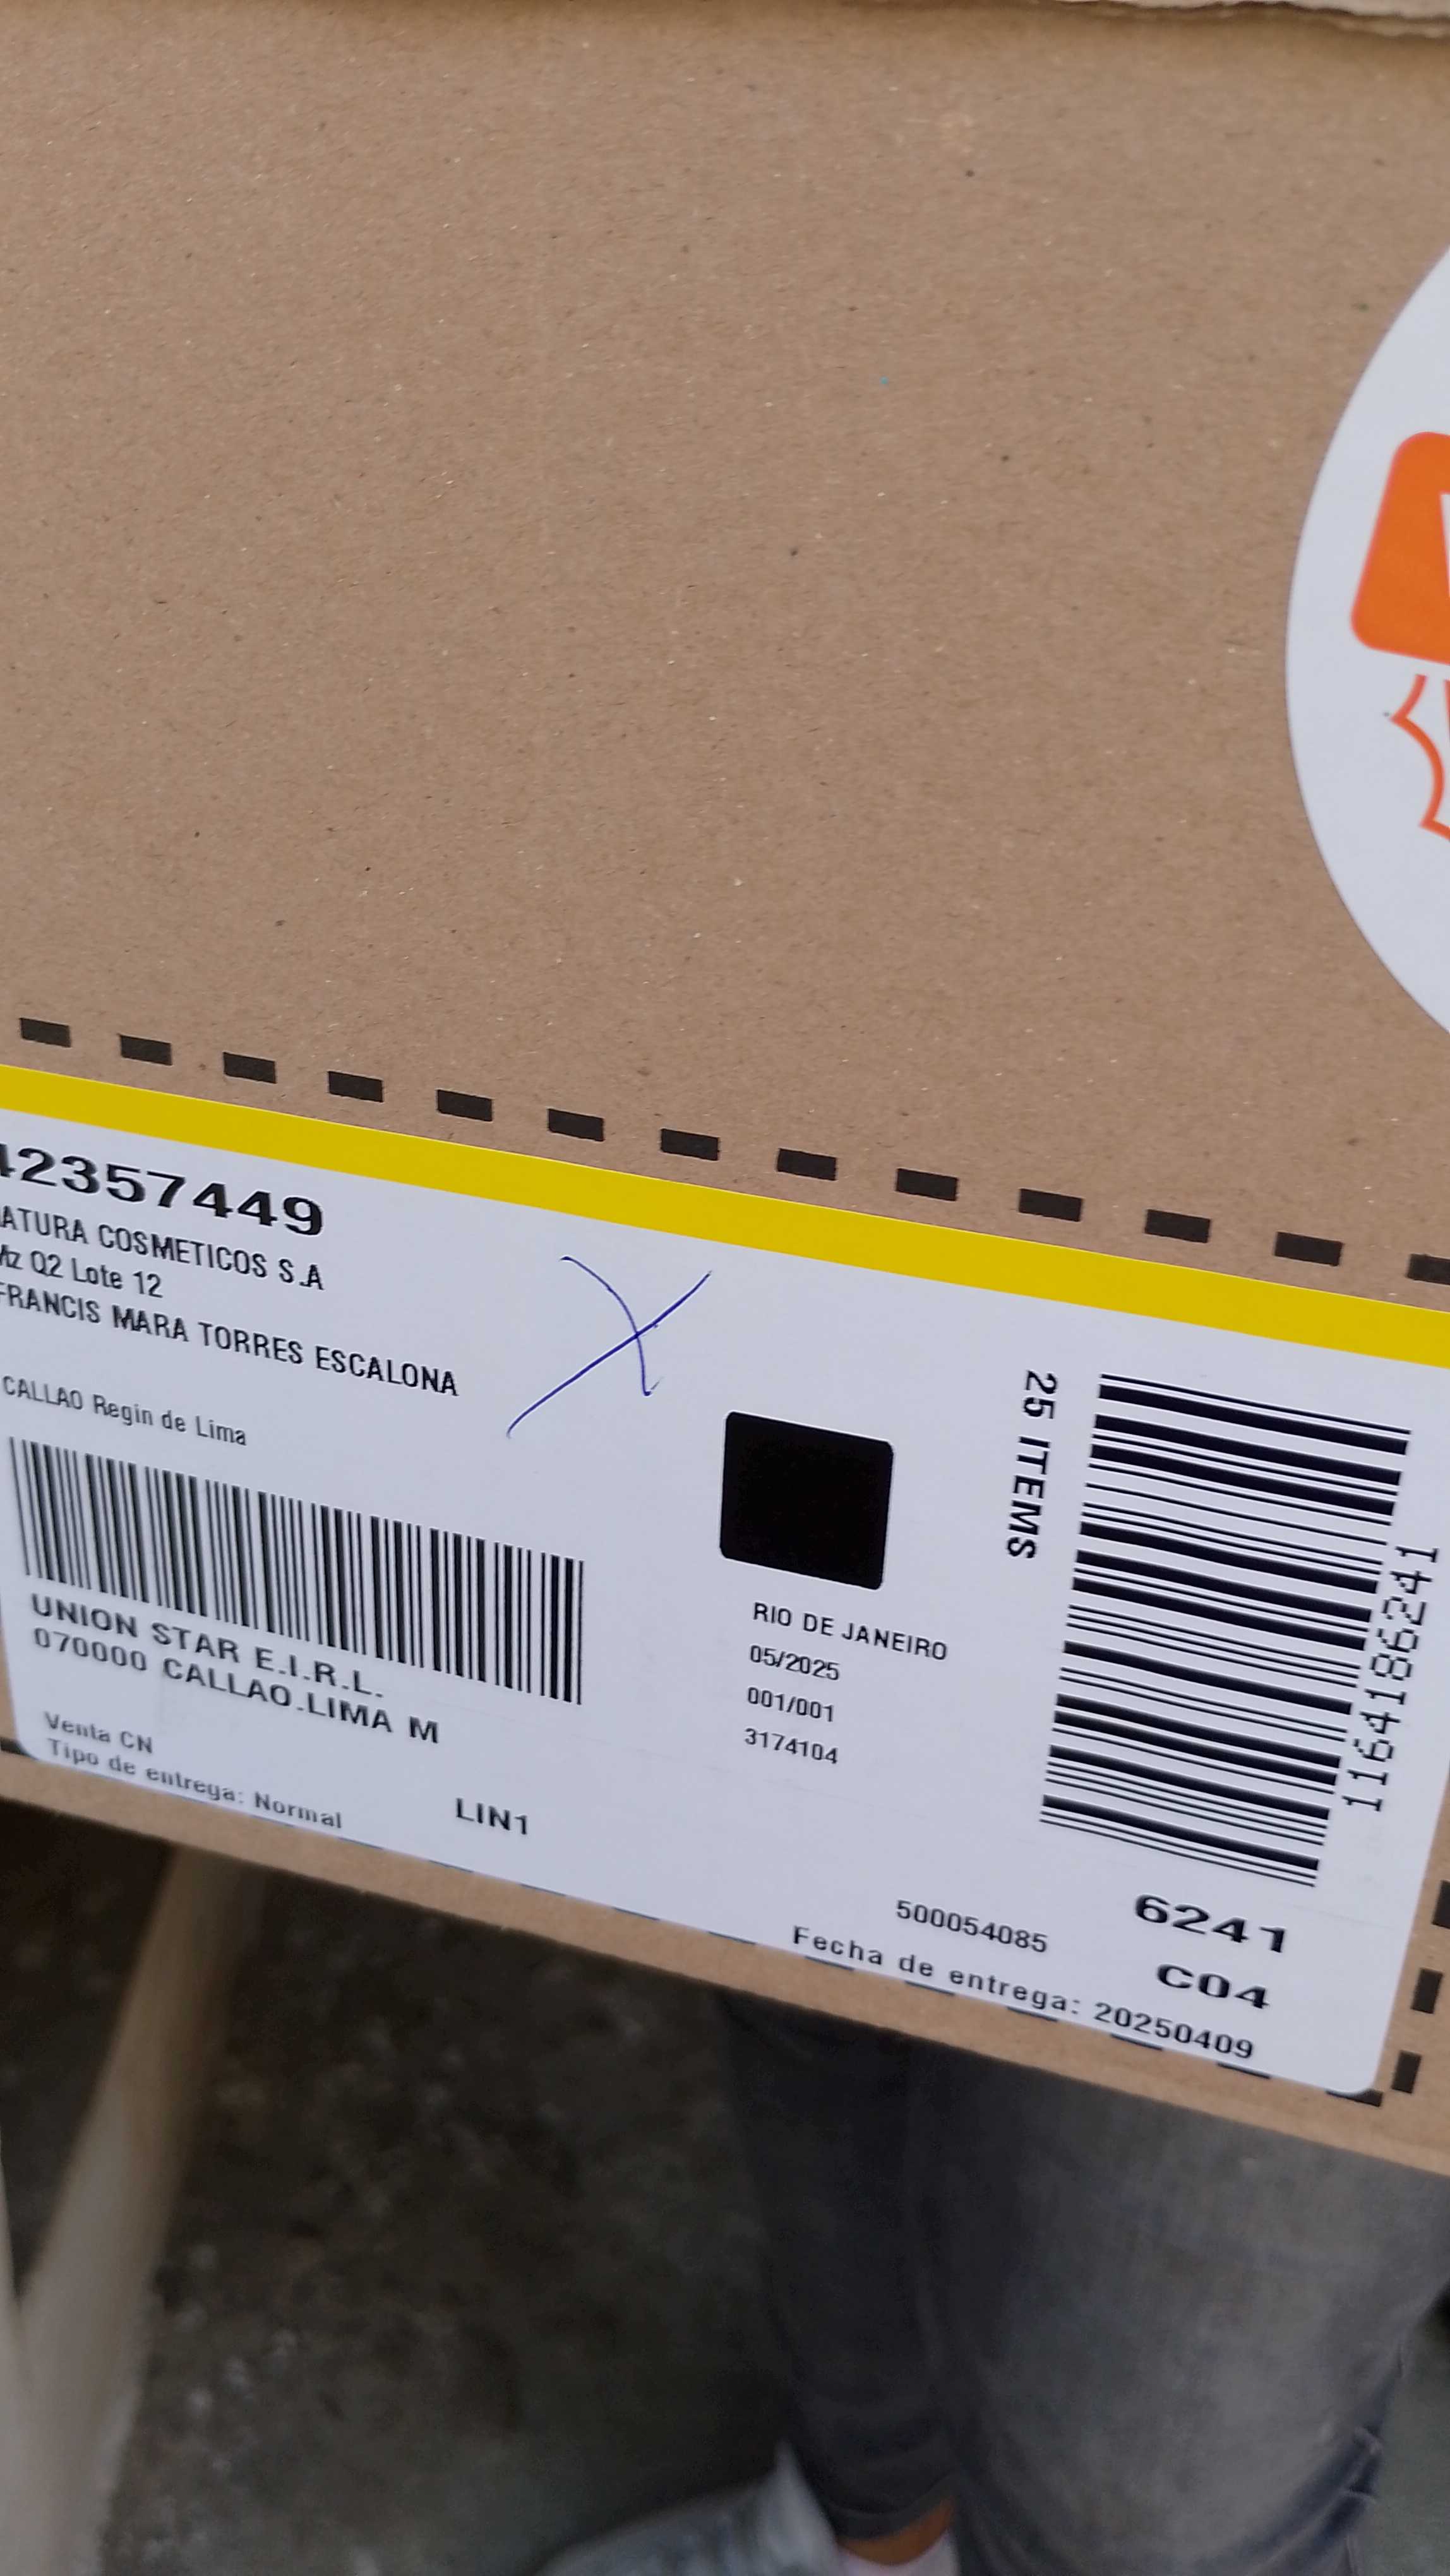 42357449
ATURA COSMETICOS S.A
Mz Q2 Lote 12
FRANCIS MARA TORRES ESCALONA
CALLAO Regin de Lima
UNION STAR E.I.R.L.
070000 CALLAO.LIMA M
Venta CN
Tipo de entrega: Normal
LIN1
RIO DE JANEIRO
05/2025
001/001
3174104
25 ITEMS
1164186241
6241
C04
500054085
Fecha de entrega: 20250409